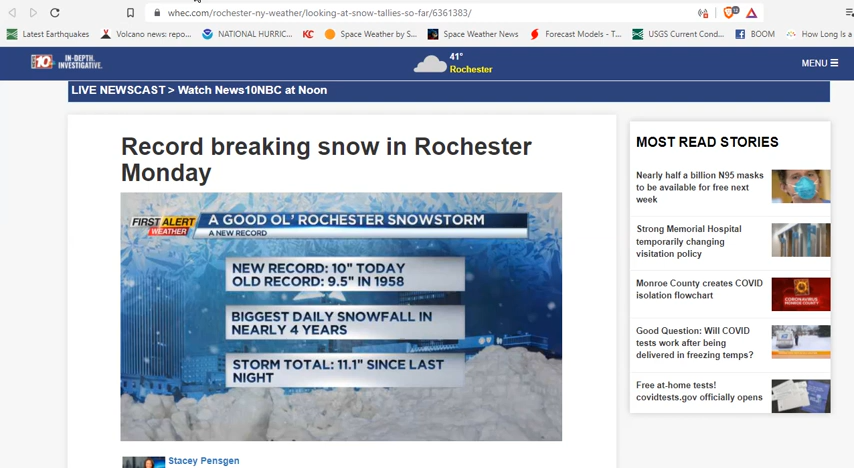 whec.com/rochester-ny-weather/looking-at-snow-tallies-so-far/6361383/
Latest Earthquakes
Volcano news: repo...
NATIONAL HURRIC...
KC
Space Weather by S...
Space Weather News
Forecast Models - T...
USGS Current Cond...
BOOM
How Long Is a
10
IN-DEPTH.
INVESTIGATIVE.
41°
Rochester
MENU
LIVE NEWSCAST > Watch News10NBC at Noon
Record breaking snow in Rochester
Monday
FIRST ALERT
WEATHER
A GOOD OL' ROCHESTER SNOWSTORM
A NEW RECORD
NEW RECORD: 10" TODAY
OLD RECORD: 9.5" IN 1958
BIGGEST DAILY SNOWFALL IN
NEARLY 4 YEARS
STORM TOTAL: 11.1" SINCE LAST
NIGHT
Stacey Pensgen
MOST READ STORIES
Nearly half a billion N95 masks
to be available for free next
week
Strong Memorial Hospital
temporarily changing
visitation policy
Monroe County creates COVID
isolation flowchart
CORONAVIRUS
MONROE COUNTY
Good Question: Will COVID
tests work after being
delivered in freezing temps?
Free at-home tests!
covidtests.gov officially opens